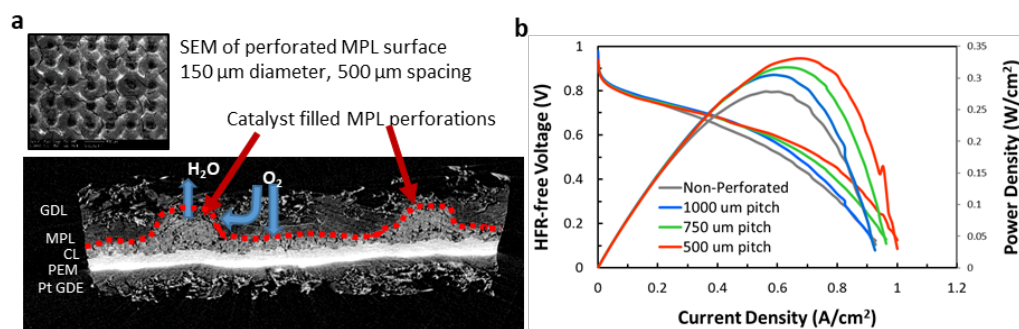 a
SEM of perforated MPL surface
150 µm diameter, 500 µm spacing
Catalyst filled MPL perforations
H₂O
O₂
GDL
MPL
CL
PEM
Pt GDE
b
HFR-free Voltage (V)
1
0.8
0.6
0.4
0.2
0
Non-Perforated
1000 um pitch
750 um pitch
500 um pitch
0.35
0.3
0.25
0.2
0.15
0.1
0.05
0
Power Density (W/cm²)
0 0.2 0.4 0.6 0.8 1 1.2
Current Density (A/cm²)